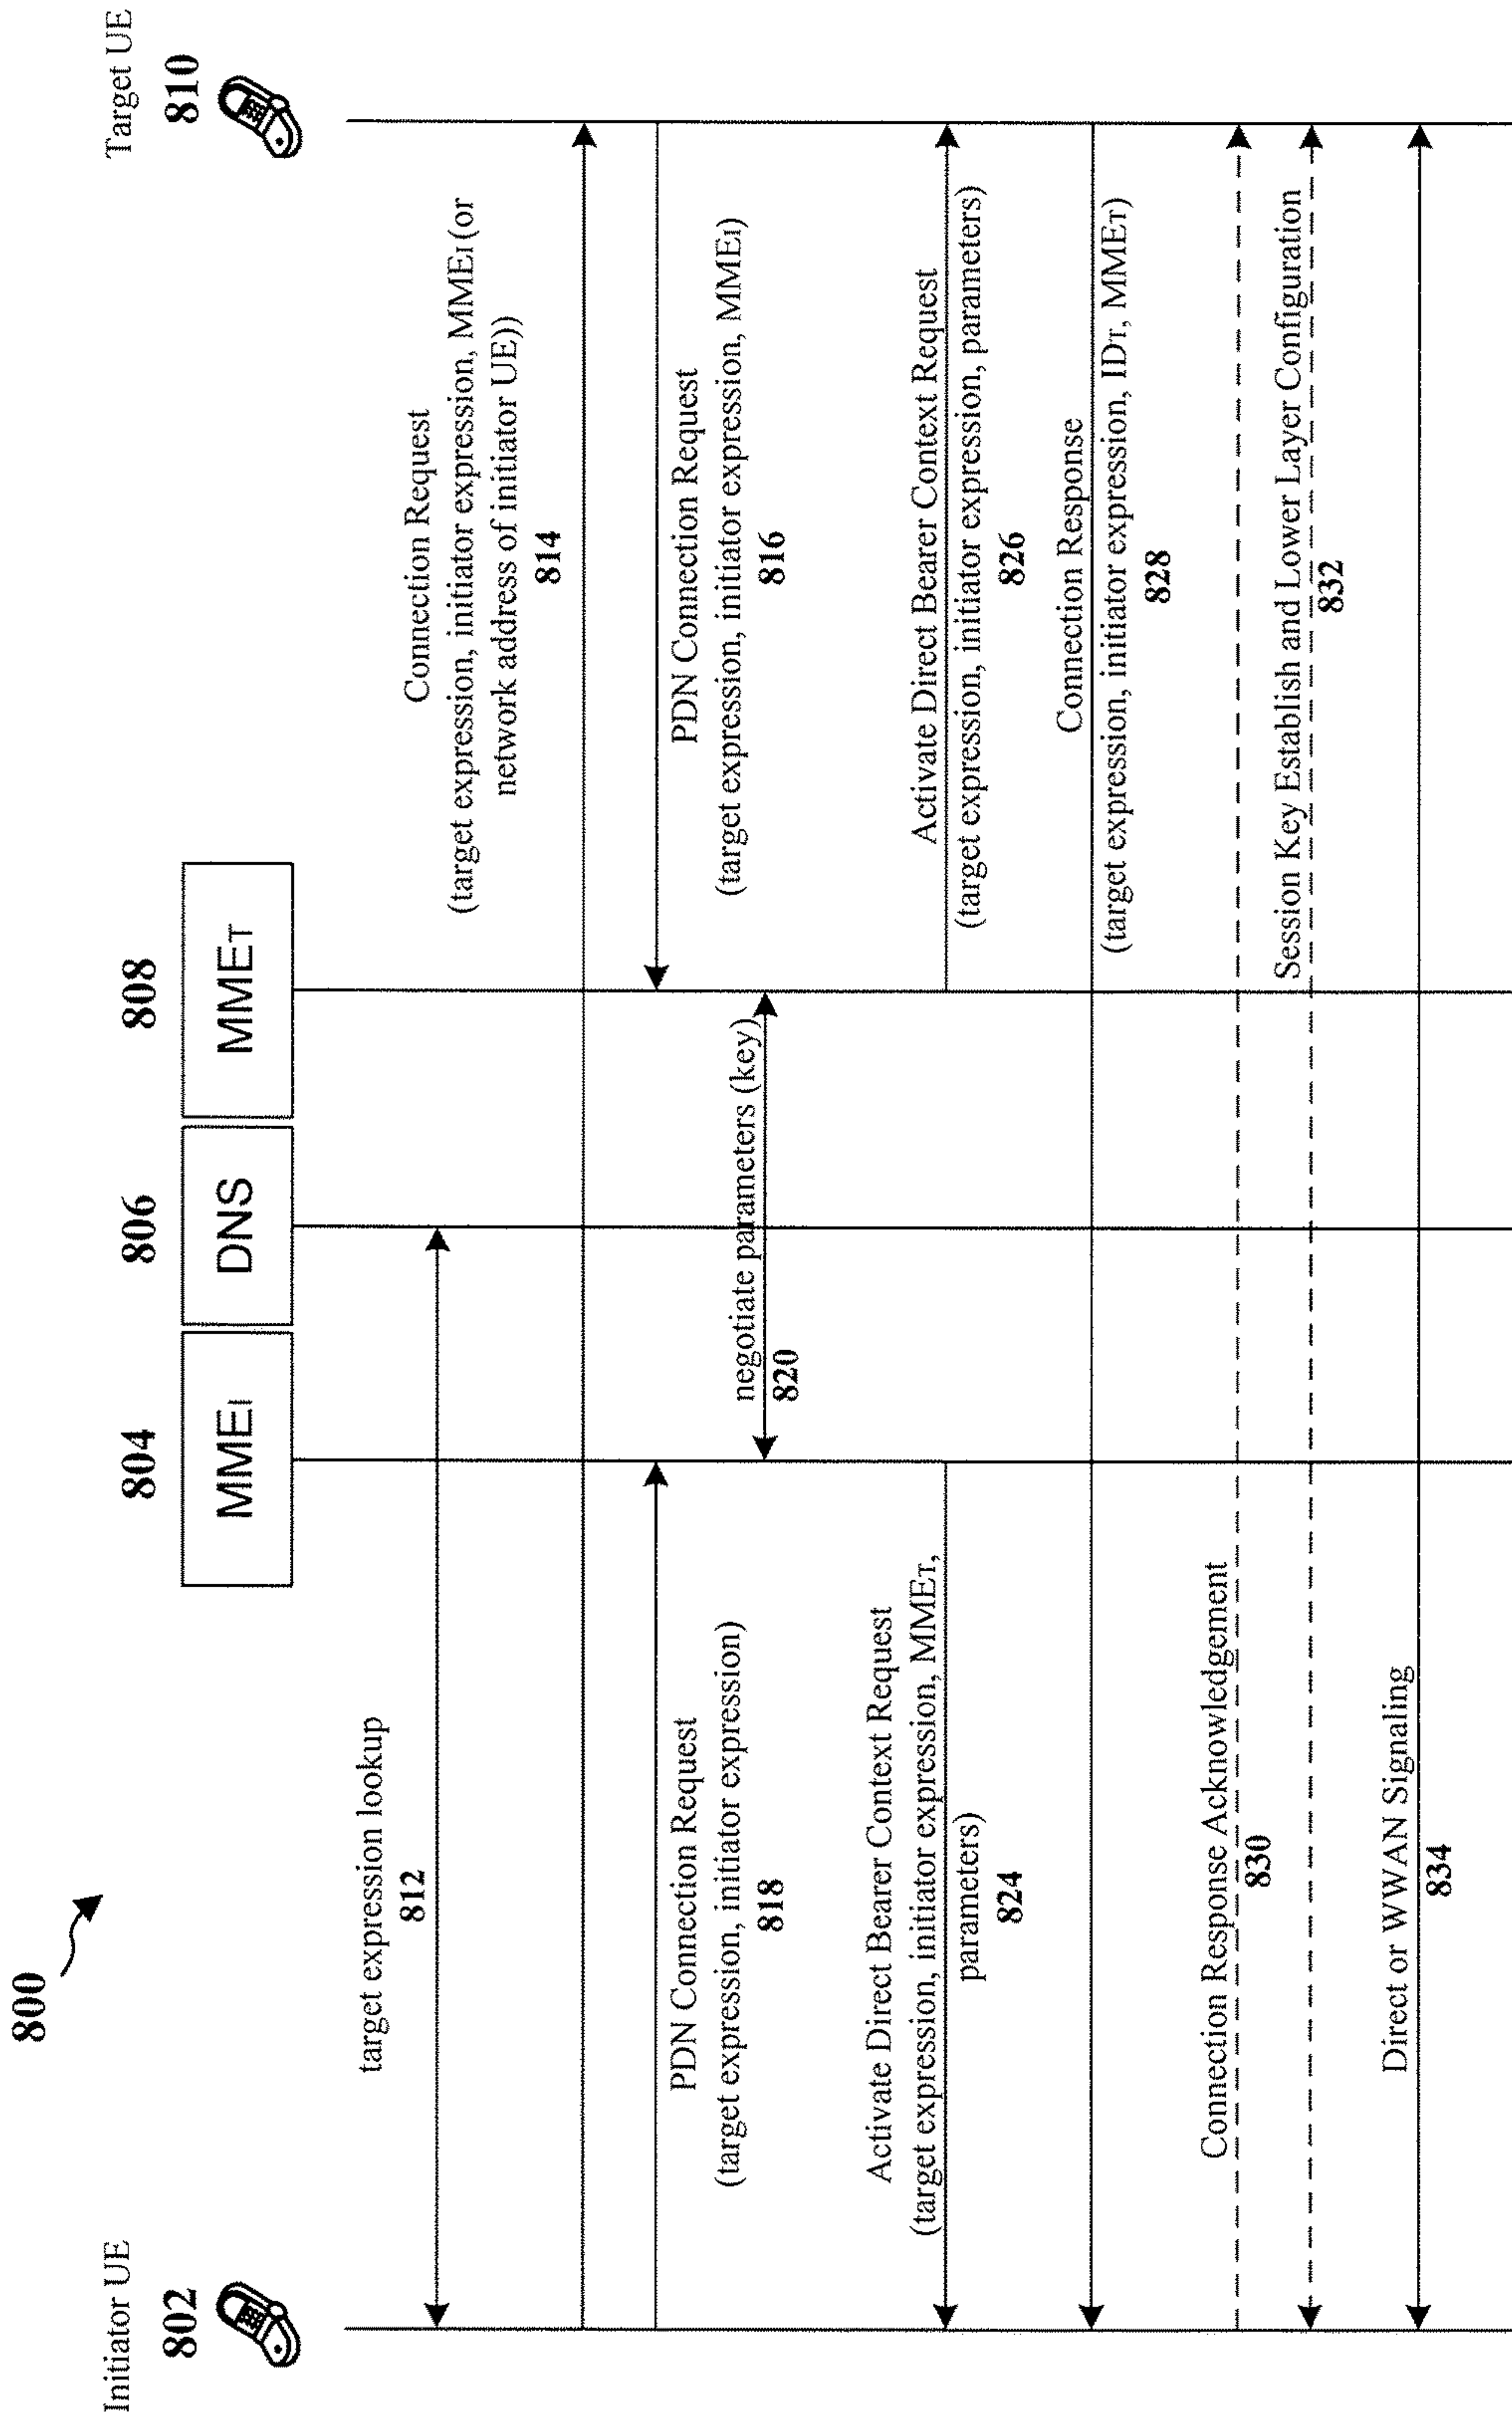 800
Initiator UE
802
804
MMEI
806
DNS
808
MMET
Target UE
810
target expression lookup
812
Connection Request
(target expression, initiator expression, MMEI (or
network address of initiator UE))
814
PDN Connection Request
(target expression, initiator expression, MMEI)
816
PDN Connection Request
(target expression, initiator expression)
818
negotiate parameters (key)
820
Activate Direct Bearer Context Request
(target expression, initiator expression, MMET,
parameters)
824
Activate Direct Bearer Context Request
(target expression, initiator expression, parameters)
826
Connection Response
(target expression, initiator expression, IDT, MMET)
828
Connection Response Acknowledgement
830
Session Key Establish and Lower Layer Configuration
832
Direct or WWAN Signaling
834